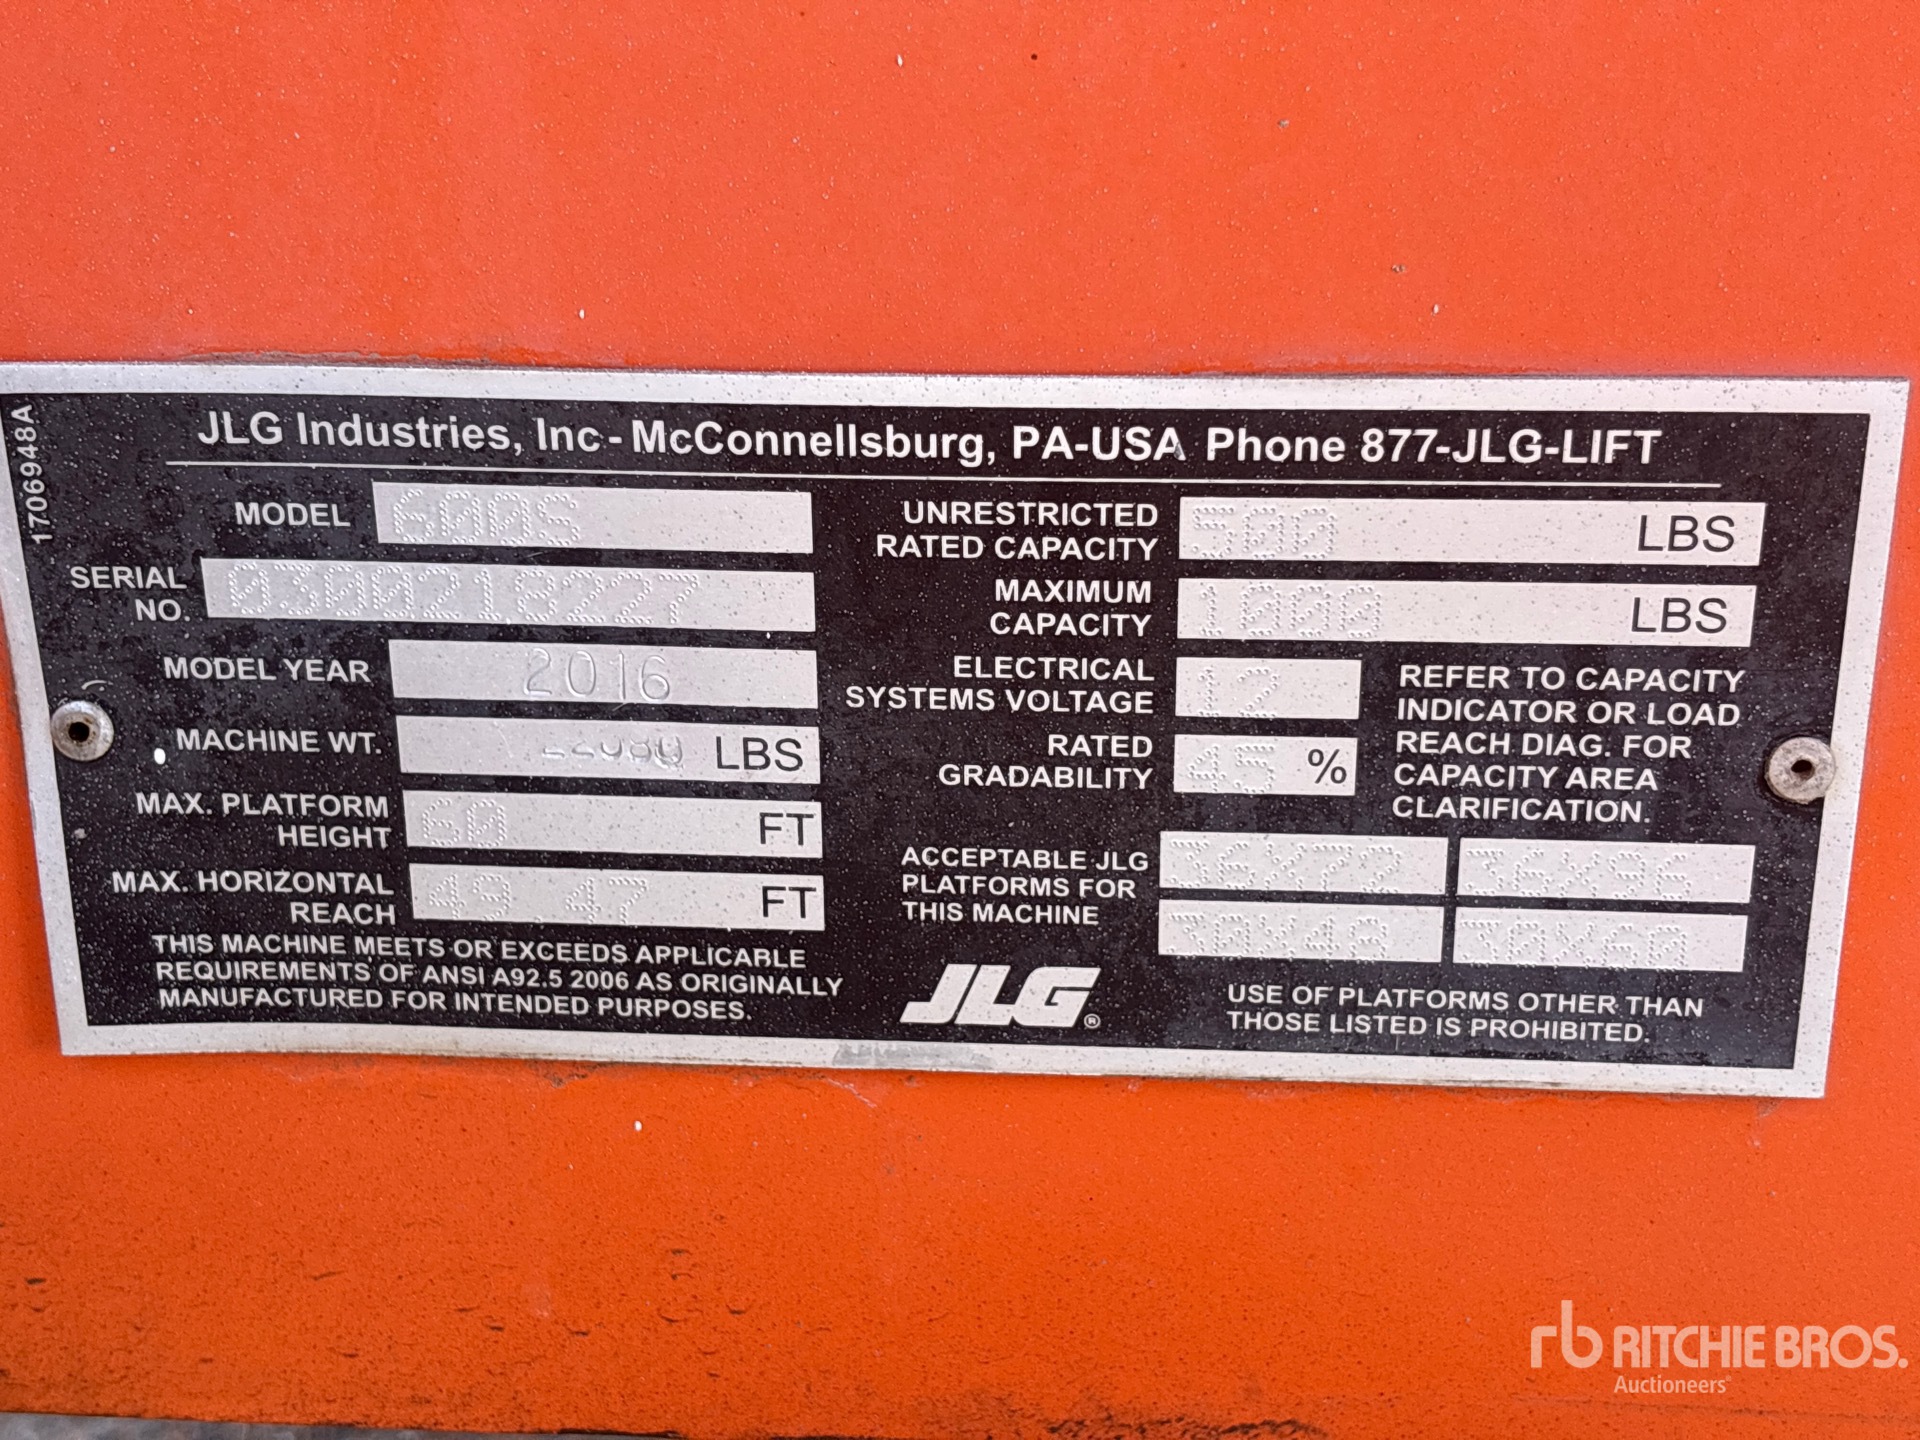 1706948A
JLG Industries, Inc - McConnellsburg, PA-USA Phone 877-JLG-LIFT
MODEL 600S
SERIAL NO. 0300218227
MODEL YEAR 2016
MACHINE WT. LBS
MAX. PLATFORM HEIGHT 60 FT
MAX. HORIZONTAL REACH 49.47 FT
THIS MACHINE MEETS OR EXCEEDS APPLICABLE
REQUIREMENTS OF ANSI A92.5 2006 AS ORIGINALLY
MANUFACTURED FOR INTENDED PURPOSES.
UNRESTRICTED RATED CAPACITY 500 LBS
MAXIMUM CAPACITY 1000 LBS
ELECTRICAL SYSTEMS VOLTAGE 12
RATED GRADABILITY 45 %
REFER TO CAPACITY
INDICATOR OR LOAD
REACH DIAG. FOR
CAPACITY AREA
CLARIFICATION.
ACCEPTABLE JLG
PLATFORMS FOR
THIS MACHINE
36X72 36X96
30X48 30X60
JLG®
USE OF PLATFORMS OTHER THAN
THOSE LISTED IS PROHIBITED.
rb RITCHIE BROS.
Auctioneers